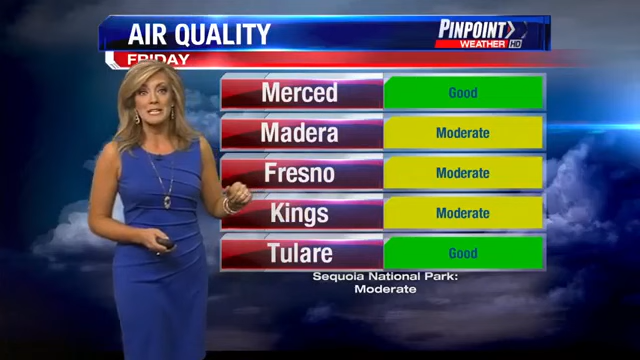 AIR QUALITY
PINPOINT
WEATHER HD
FRIDAY
Merced Good
Madera Moderate
Fresno Moderate
Kings Moderate
Tulare Good
Sequoia National Park:
Moderate